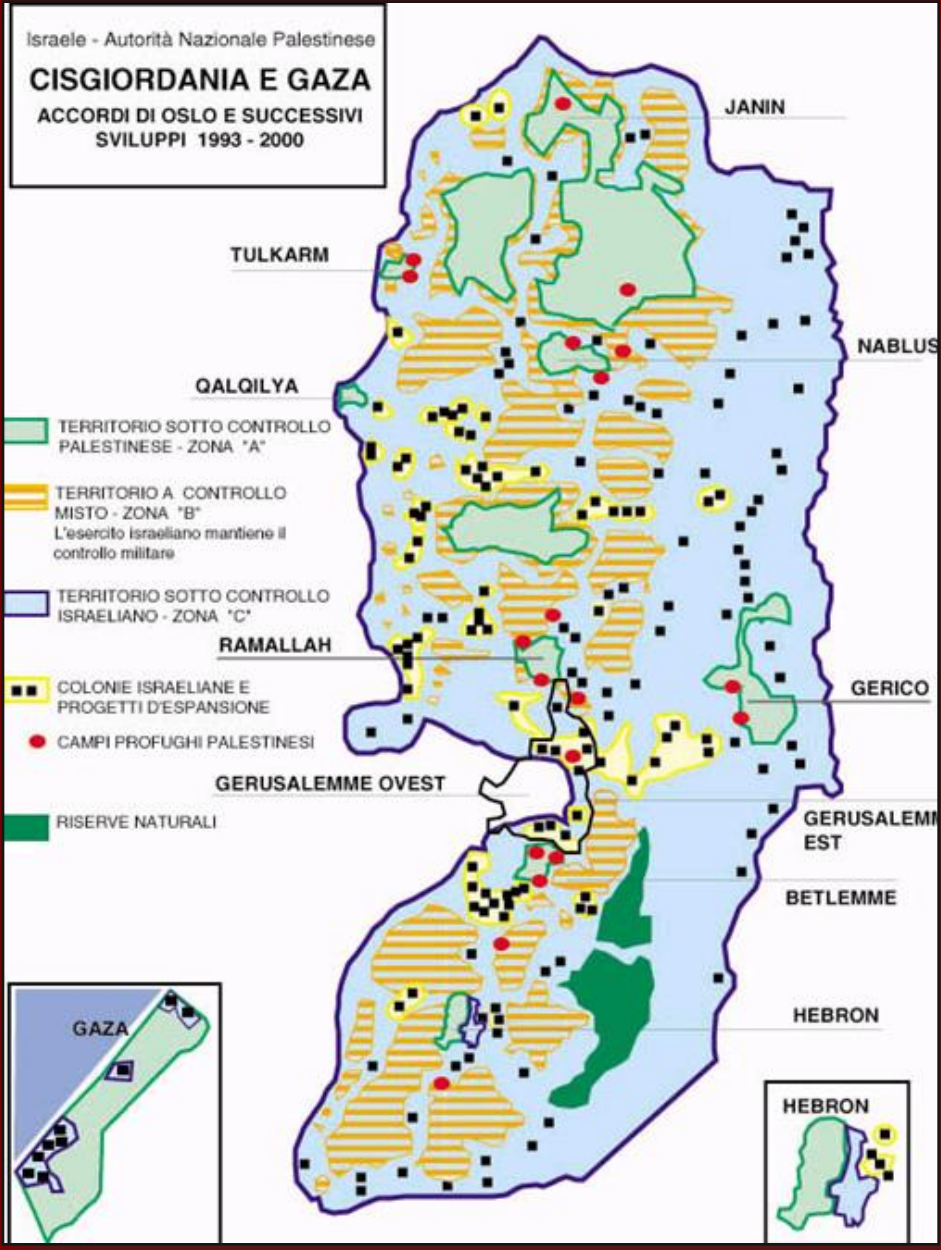 Israele - Autorità Nazionale Palestinese
CISGIORDANIA E GAZA
ACCORDI DI OSLO E SUCCESSIVI
SVILUPPI 1993 - 2000
JANIN
TULKARM
NABLUS
QALQILYA
TERRITORIO SOTTO CONTROLLO
PALESTINESE - ZONA "A"
TERRITORIO A CONTROLLO
MISTO - ZONA "B"
L'esercito israeliano mantiene il
controllo militare
TERRITORIO SOTTO CONTROLLO
ISRAELIANO - ZONA "C"
RAMALLAH
COLONIE ISRAELIANE E
PROGETTI D'ESPANSIONE
GERICO
CAMPI PROFUGHI PALESTINESI
GERUSALEMME OVEST
RISERVE NATURALI
GERUSALEMM
EST
BETLEMME
GAZA
HEBRON
HEBRON